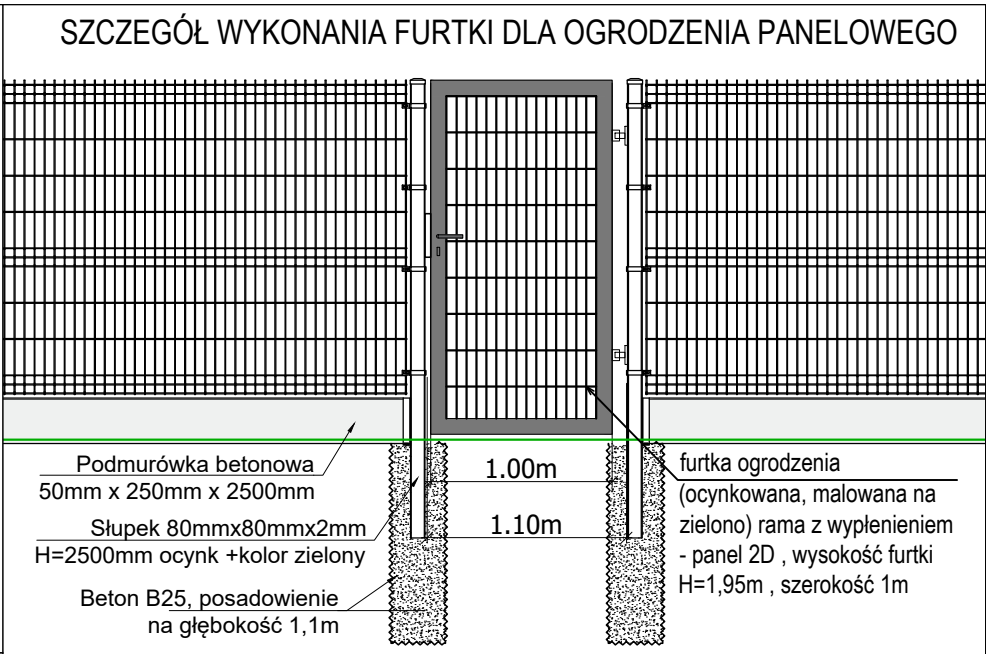 SZCZEGÓŁ WYKONANIA FURTKI DLA OGRODZENIA PANELOWEGO
Podmurówka betonowa
50mm x 250mm x 2500mm
Słupek 80mmx80mmx2mm
H=2500mm ocynk +kolor zielony
Beton B25, posadowienie
na głębokość 1,1m
1.00m
1.10m
furtka ogrodzenia
(ocynkowana, malowana na
zielono) rama z wypłenieniem
- panel 2D , wysokość furtki
H=1,95m , szerokość 1m